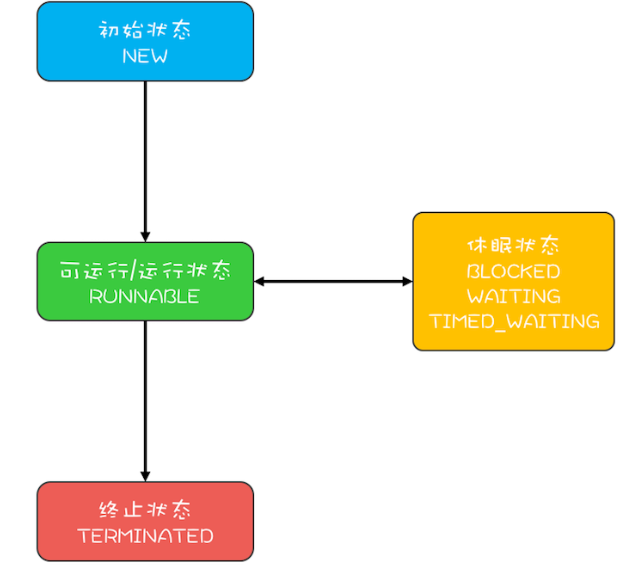 初始状态
NEW
可运行/运行状态
RUNNABLE
休眠状态
BLOCKED
WAITING
TIMED_WAITING
终止状态
TERMINATED